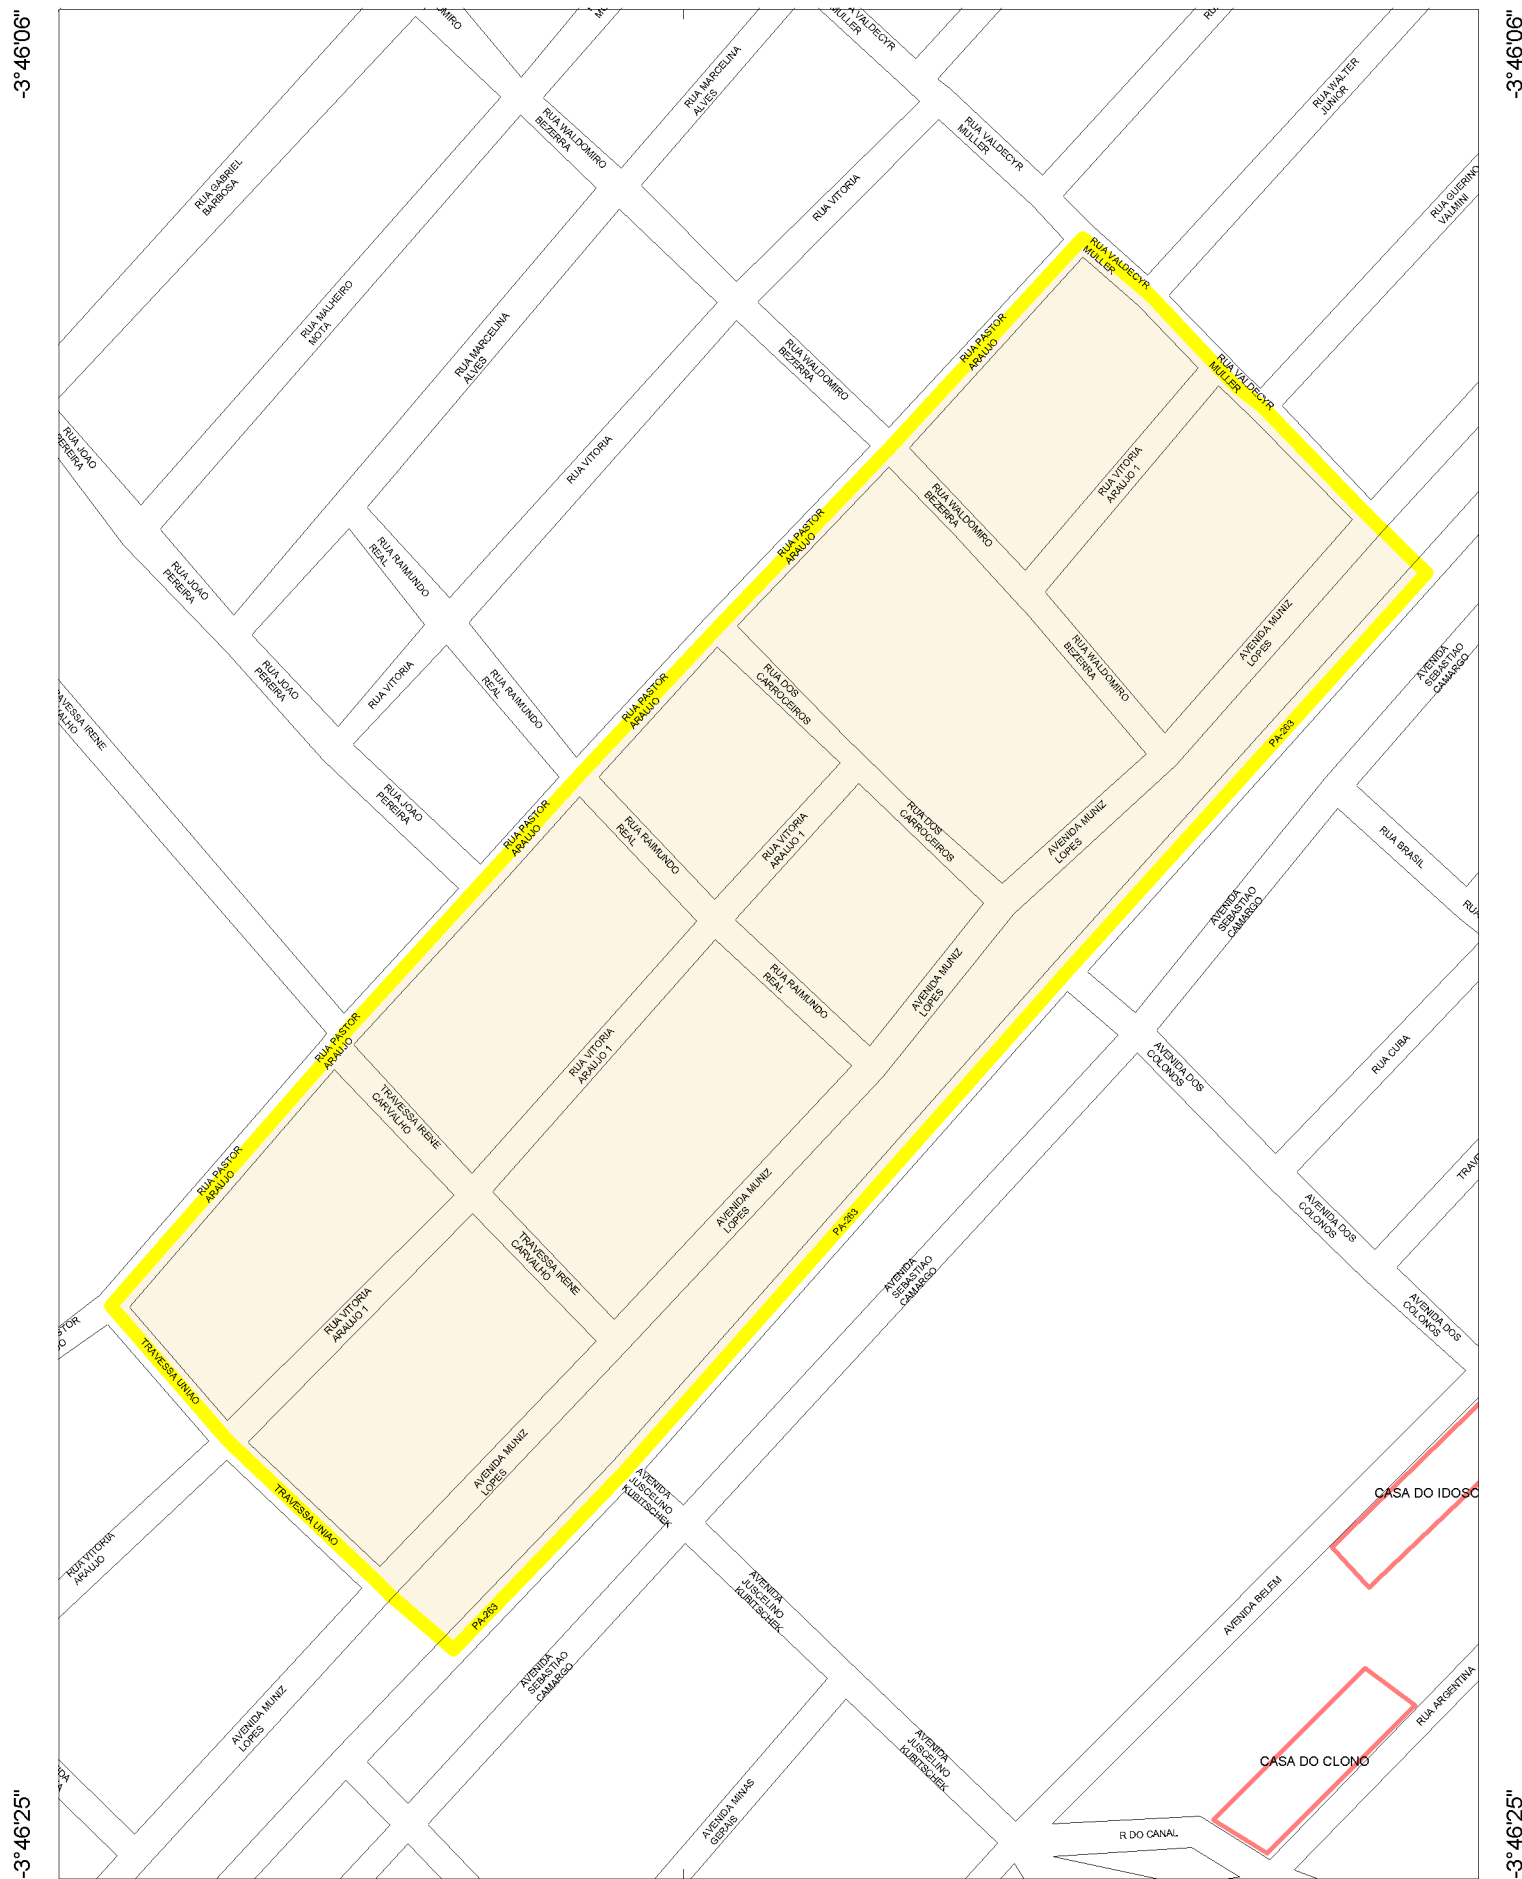 -3°46'06"
-3°46'06"
RUA MARCELINA
ALVES
RUA WALTER
JUNIOR
RUA WALDOMIRO
BEZERRA
RUA VALDECYR
MULLER
RUA GABRIEL
BARBOSA
RUA VITORIA
RUA GUERINO
VALMINI
RUA VALDECYR
MULLER
RUA MALHEIRO
MOTA
RUA MARCELINA
ALVES
RUA PASTOR
ARAUJO
RUA WALDOMIRO
BEZERRA
RUA VALDECYR
MULLER
RUA JOAO
PEREIRA
RUA VITORIA
RUA VITORIA
ARAUJO 1
RUA WALDOMIRO
BEZERRA
RUA PASTOR
ARAUJO
RUA RAIMUNDO
REAL
RUA JOAO
PEREIRA
AVENIDA MUNIZ
LOPES
RUA WALDOMIRO
BEZERRA
AVENIDA
SEBASTIAO
CAMARGO
RUA JOAO
PEREIRA
RUA VITORIA
RUA RAIMUNDO
REAL
RUA PASTOR
ARAUJO
RUA DOS
CARROCEIROS
AVESSA IRENE
VALHO
PA-263
RUA JOAO
PEREIRA
RUA PASTOR
ARAUJO
RUA RAIMUNDO
REAL
RUA VITORIA
ARAUJO 1
RUA DOS
CARROCEIROS
AVENIDA MUNIZ
LOPES
RUA BRASIL
RUA
AVENIDA
SEBASTIAO
CAMARGO
RUA RAIMUNDO
REAL
AVENIDA MUNIZ
LOPES
RUA PASTOR
ARAUJO
RUA VITORIA
ARAUJO 1
AVENIDA DOS
COLONOS
RUA CUBA
TRAVESSA IRENE
CARVALHO
RUA PASTOR
ARAUJO
TRAV
AVENIDA MUNIZ
LOPES
PA-263
AVENIDA DOS
COLONOS
TRAVESSA IRENE
CARVALHO
AVENIDA
SEBASTIAO
CAMARGO
RUA VITORIA
ARAUJO 1
AVENIDA DOS
COLONOS
STOR
TRAVESSA UNIAO
AVENIDA MUNIZ
LOPES
AVENIDA
JUSCELINO
KUBITSCHEK
CASA DO IDOSO
TRAVESSA UNIAO
RUA VITORIA
ARAUJO
AVENIDA
JUSCELINO
KUBITSCHEK
AVENIDA BELEM
PA-263
AVENIDA
SEBASTIAO
CAMARGO
AVENIDA MUNIZ
LOPES
RUA ARGENTINA
AVENIDA
JUSCELINO
KUBITSCHEK
CASA DO CLONO
AVENIDA MINAS
GERAIS
R DO CANAL
-3°46'25"
-3°46'25"